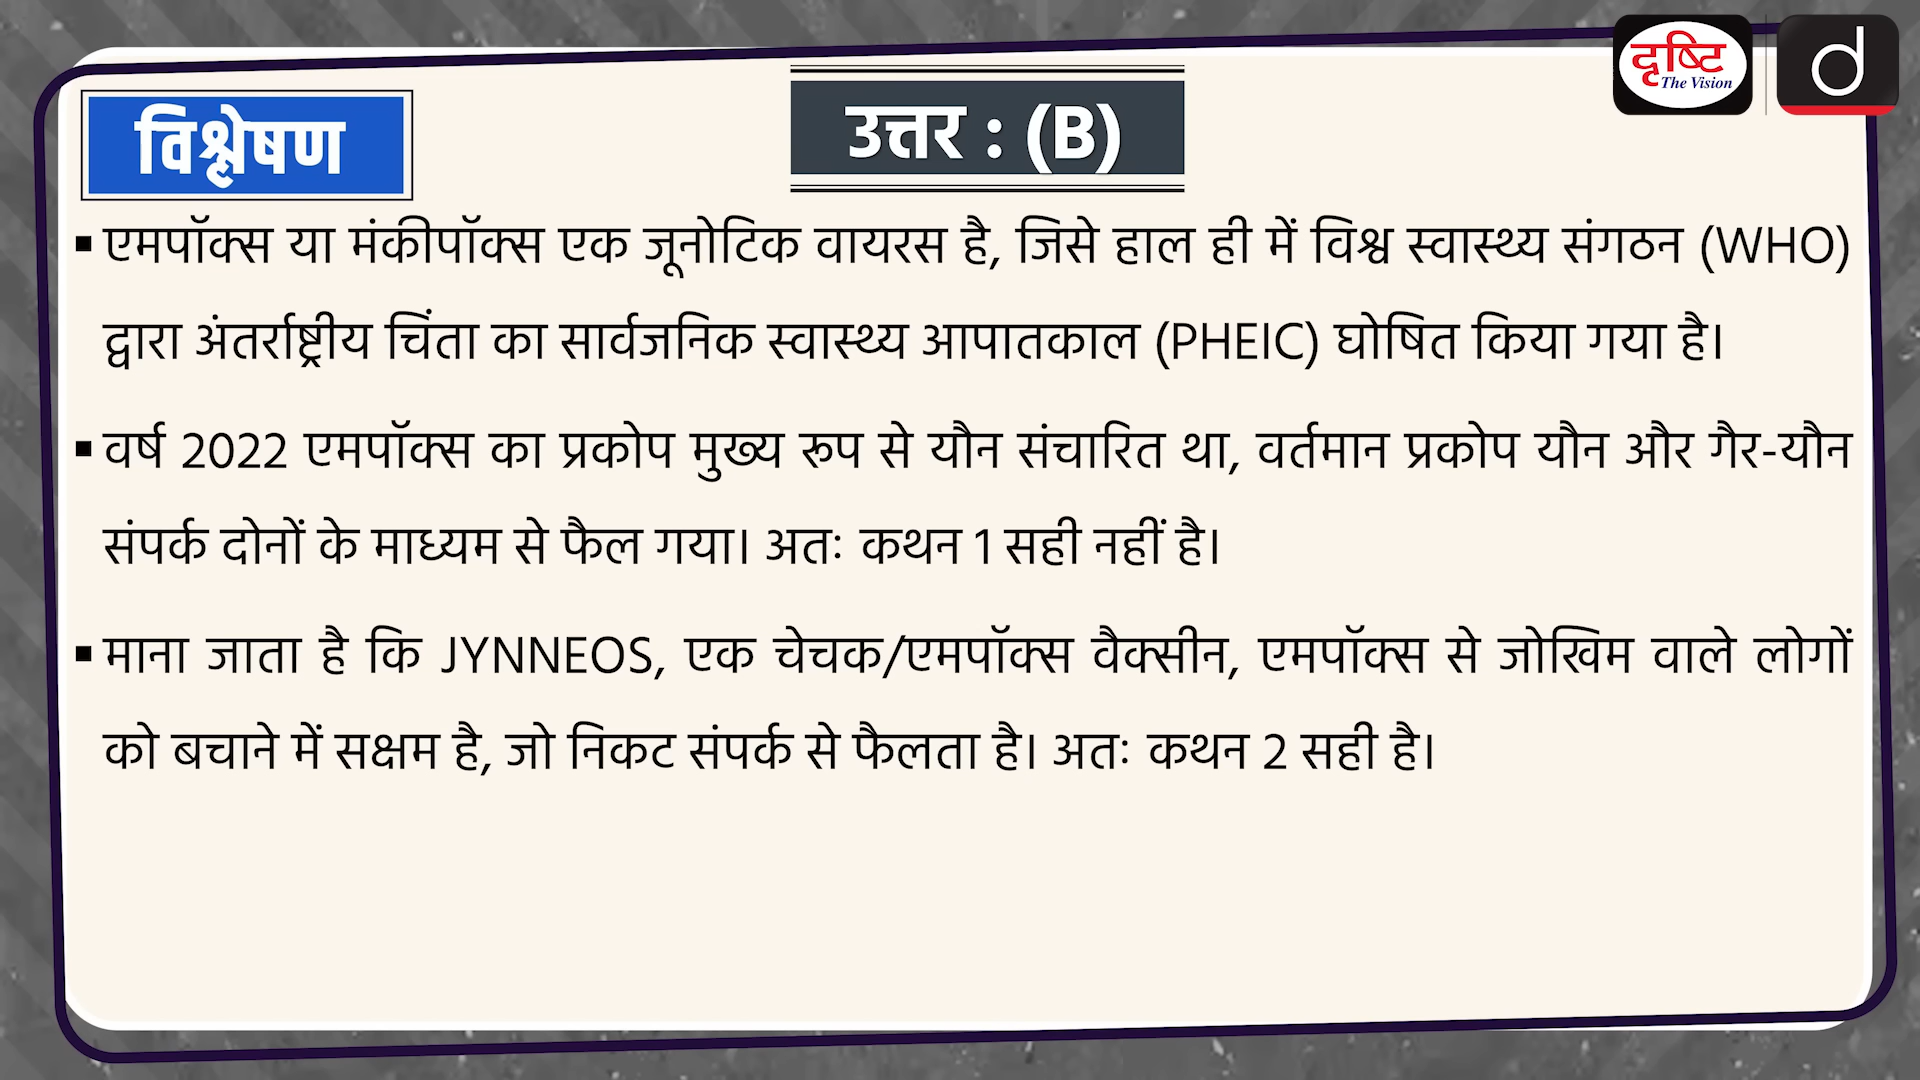 दृष्टि
The Vision
d
विश्लेषण
उत्तर : (B)
▪ एमपॉक्स या मंकीपॉक्स एक जूनोटिक वायरस है, जिसे हाल ही में विश्व स्वास्थ्य संगठन (WHO)
द्वारा अंतर्राष्ट्रीय चिंता का सार्वजनिक स्वास्थ्य आपातकाल (PHEIC) घोषित किया गया है।
▪ वर्ष 2022 एमपॉक्स का प्रकोप मुख्य रूप से यौन संचारित था, वर्तमान प्रकोप यौन और गैर-यौन
संपर्क दोनों के माध्यम से फैल गया। अतः कथन 1 सही नहीं है।
▪ माना जाता है कि JYNNEOS, एक चेचक/एमपॉक्स वैक्सीन, एमपॉक्स से जोखिम वाले लोगों
को बचाने में सक्षम है, जो निकट संपर्क से फैलता है। अतः कथन 2 सही है।